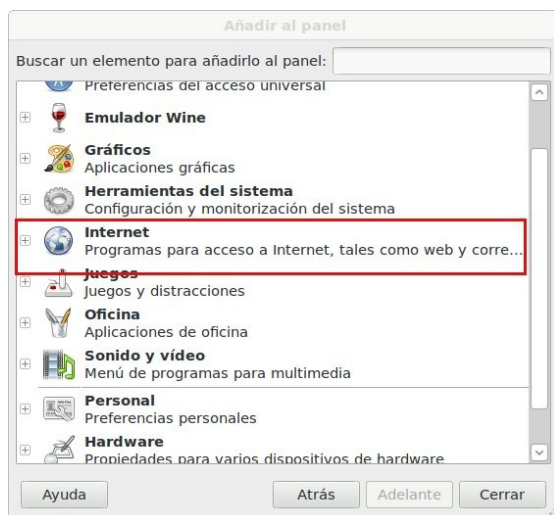 Añadir al panel
Buscar un elemento para añadirlo al panel:
Preferencias del acceso universal
Emulador Wine
Gráficos
Aplicaciones gráficas
Herramientas del sistema
Configuración y monitorización del sistema
Internet
Programas para acceso a Internet, tales como web y corre...
Juegos
Juegos y distracciones
Oficina
Aplicaciones de oficina
Sonido y vídeo
Menú de programas para multimedia
Personal
Preferencias personales
Hardware
Propiedades para varios dispositivos de hardware
Ayuda Atrás Adelante Cerrar